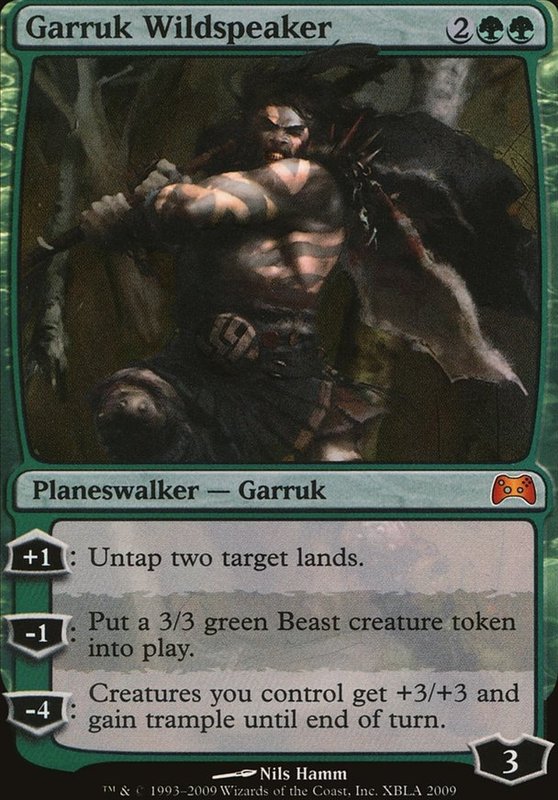 Garruk Wildspeaker 2
Planeswalker — Garruk
+1: Untap two target lands.
-1: Put a 3/3 green Beast creature token
into play.
-4: Creatures you control get +3/+3 and
gain trample until end of turn.
3
Nils Hamm
™ & © 1993–2009 Wizards of the Coast, Inc. XBLA 2009